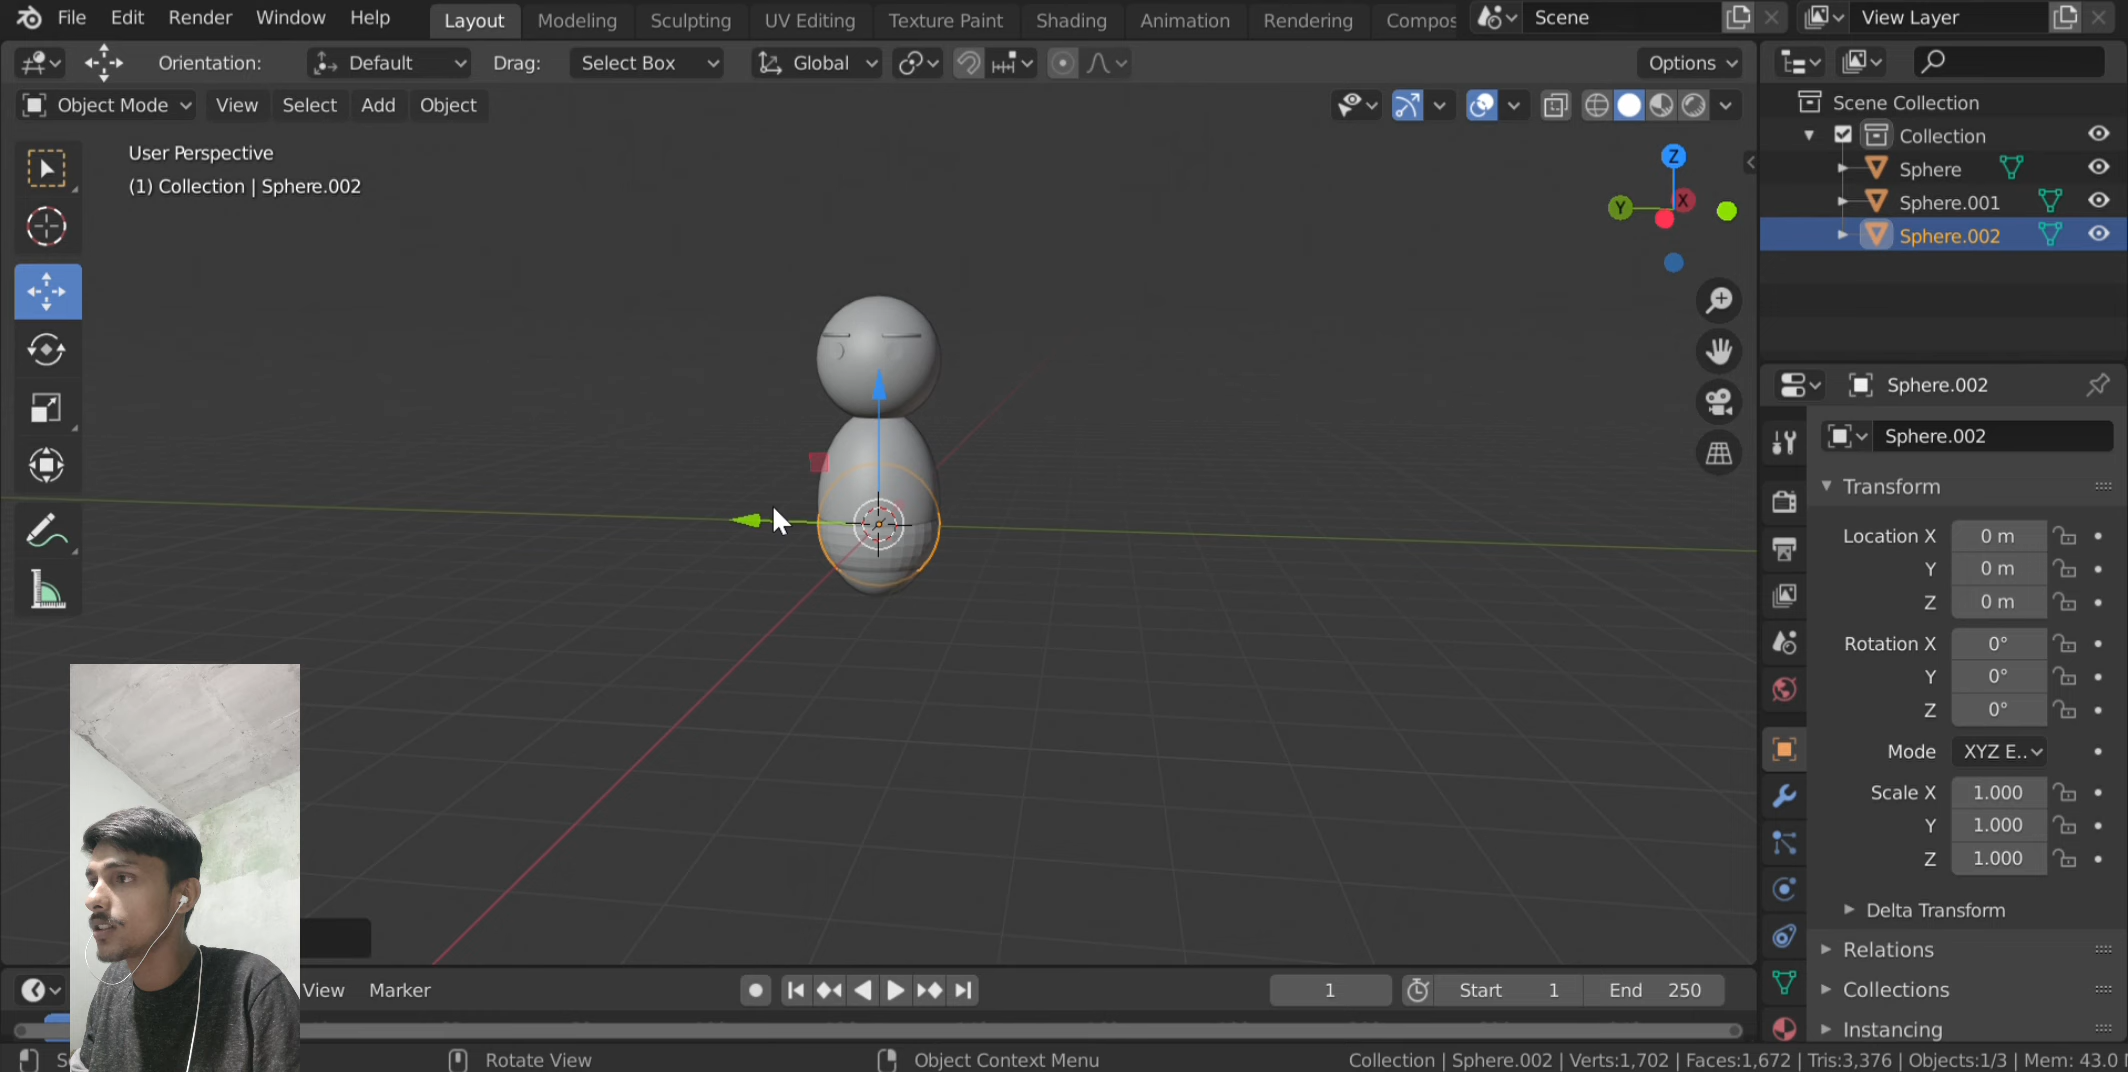 File Edit Render Window Help Layout Modeling Sculpting UV Editing Texture Paint Shading Animation Rendering Compos Scene View Layer
Orientation: Default Drag: Select Box Global Options
Object Mode View Select Add Object
User Perspective
(1) Collection | Sphere.002
Z
Y
X
Scene Collection
Collection
Sphere
Sphere.001
Sphere.002
Sphere.002
Sphere.002
Transform
Location X 0 m
Y 0 m
Z 0 m
Rotation X 0°
Y 0°
Z 0°
Mode XYZ E..
Scale X 1.000
Y 1.000
Z 1.000
Delta Transform
Relations
Collections
Instancing
View Marker 1 Start 1 End 250
Rotate View Object Context Menu Collection | Sphere.002 | Verts:1,702 | Faces:1,672 | Tris:3,376 | Objects:1/3 | Mem: 43.0